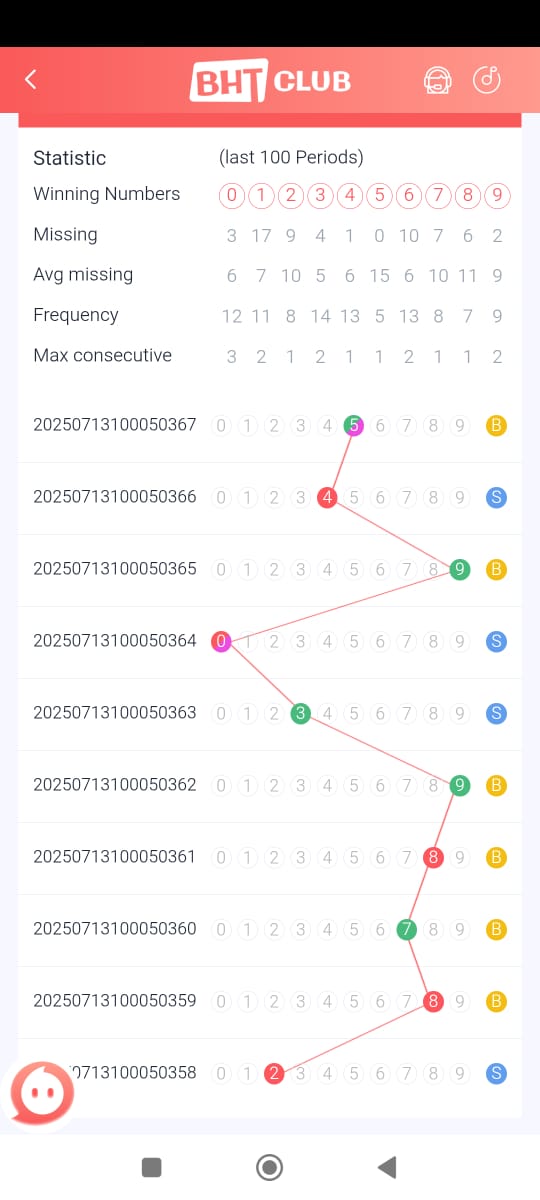 BHT CLUB
Statistic (last 100 Periods)
Winning Numbers 0 1 2 3 4 5 6 7 8 9
Missing 3 17 9 4 1 0 10 7 6 2
Avg missing 6 7 10 5 6 15 6 10 11 9
Frequency 12 11 8 14 13 5 13 8 7 9
Max consecutive 3 2 1 2 1 1 2 1 1 2
20250713100050367 0 1 2 3 4 5 6 7 8 9 B
20250713100050366 0 1 2 3 4 5 6 7 8 9 S
20250713100050365 0 1 2 3 4 5 6 7 8 9 B
20250713100050364 0 1 2 3 4 5 6 7 8 9 S
20250713100050363 0 1 2 3 4 5 6 7 8 9 S
20250713100050362 0 1 2 3 4 5 6 7 8 9 B
20250713100050361 0 1 2 3 4 5 6 7 8 9 B
20250713100050360 0 1 2 3 4 5 6 7 8 9 B
20250713100050359 0 1 2 3 4 5 6 7 8 9 B
0713100050358 0 1 2 3 4 5 6 7 8 9 S